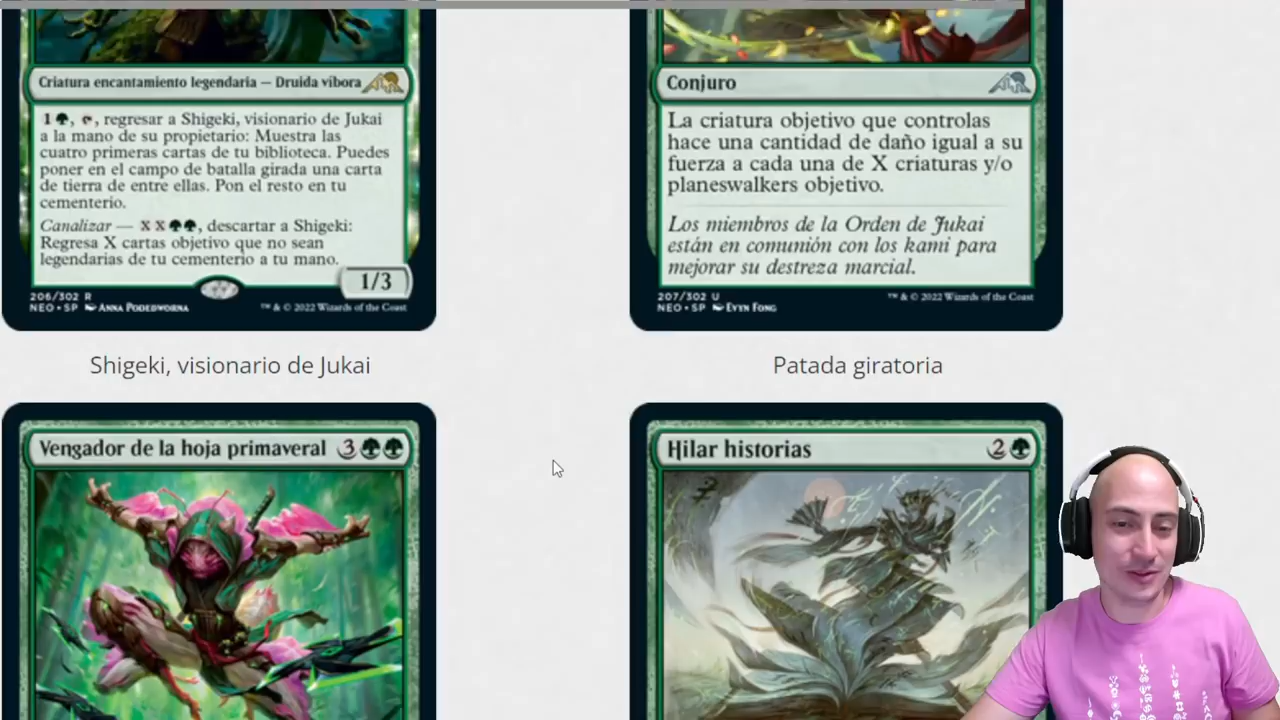 Criatura encantamiento legendaria — Druida víbora
1, , regresar a Shigeki, visionario de Jukai
a la mano de su propietario: Muestra las
cuatro primeras cartas de tu biblioteca. Puedes
poner en el campo de batalla girada una carta
de tierra de entre ellas. Pon el resto en tu
cementerio.
Canalizar — X X, descartar a Shigeki:
Regresa X cartas objetivo que no sean
legendarias de tu cementerio a tu mano.
1/3
206/302 R
NEO • SP ANNA PODEDWORNA
™ & © 2022 Wizards of the Coast
Conjuro
La criatura objetivo que controlas
hace una cantidad de daño igual a su
fuerza a cada una de X criaturas y/o
planeswalkers objetivo.
Los miembros de la Orden de Jukai
están en comunión con los kami para
mejorar su destreza marcial.
207/302 U
NEO • SP EVYN FONG
™ & © 2022 Wizards of the Coast
Shigeki, visionario de Jukai
Patada giratoria
Vengador de la hoja primaveral 3
Hilar historias 2